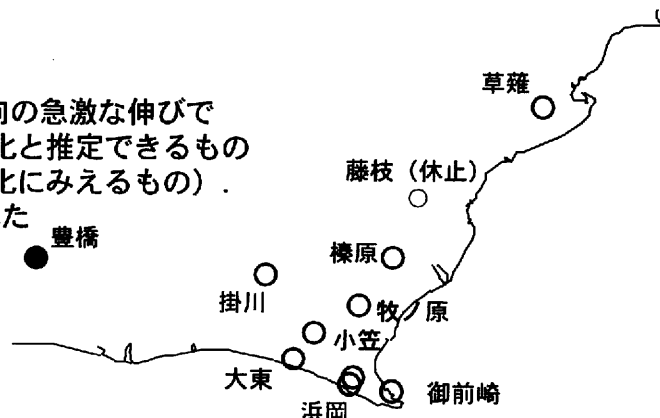 向の急激な伸びで
化と推定できるもの
化にみえるもの）．
た
草薙
藤枝（休止）
豊橋
榛原
掛川
牧ノ原
小笠
大東
御前崎
浜岡